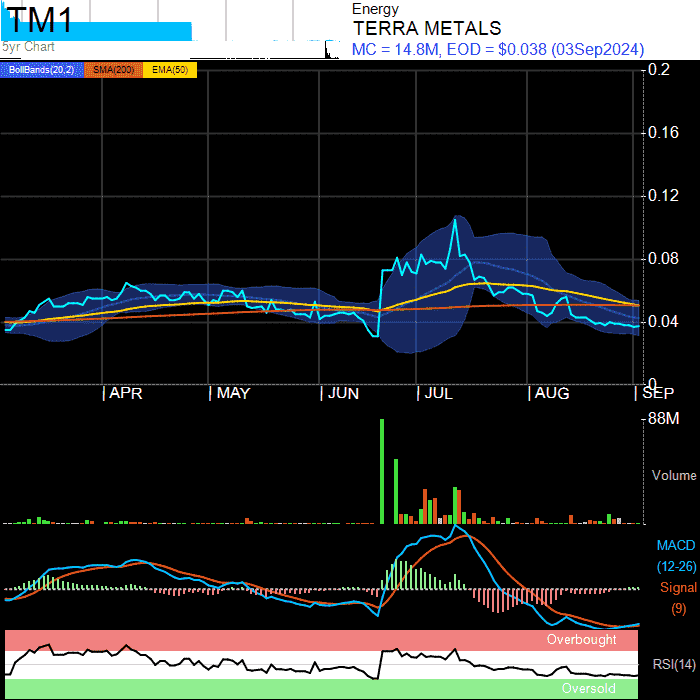 TM1
5yr Chart
Energy
TERRA METALS
MC = 14.8M, EOD = $0.038 (03Sep2024)
BollBands(20,2) SMA(200) EMA(50)
0.2
0.16
0.12
0.08
0.04
0
APR MAY JUN JUL AUG SEP
88M
Volume
MACD
(12-26)
Signal
(9)
Overbought
RSI(14)
Oversold